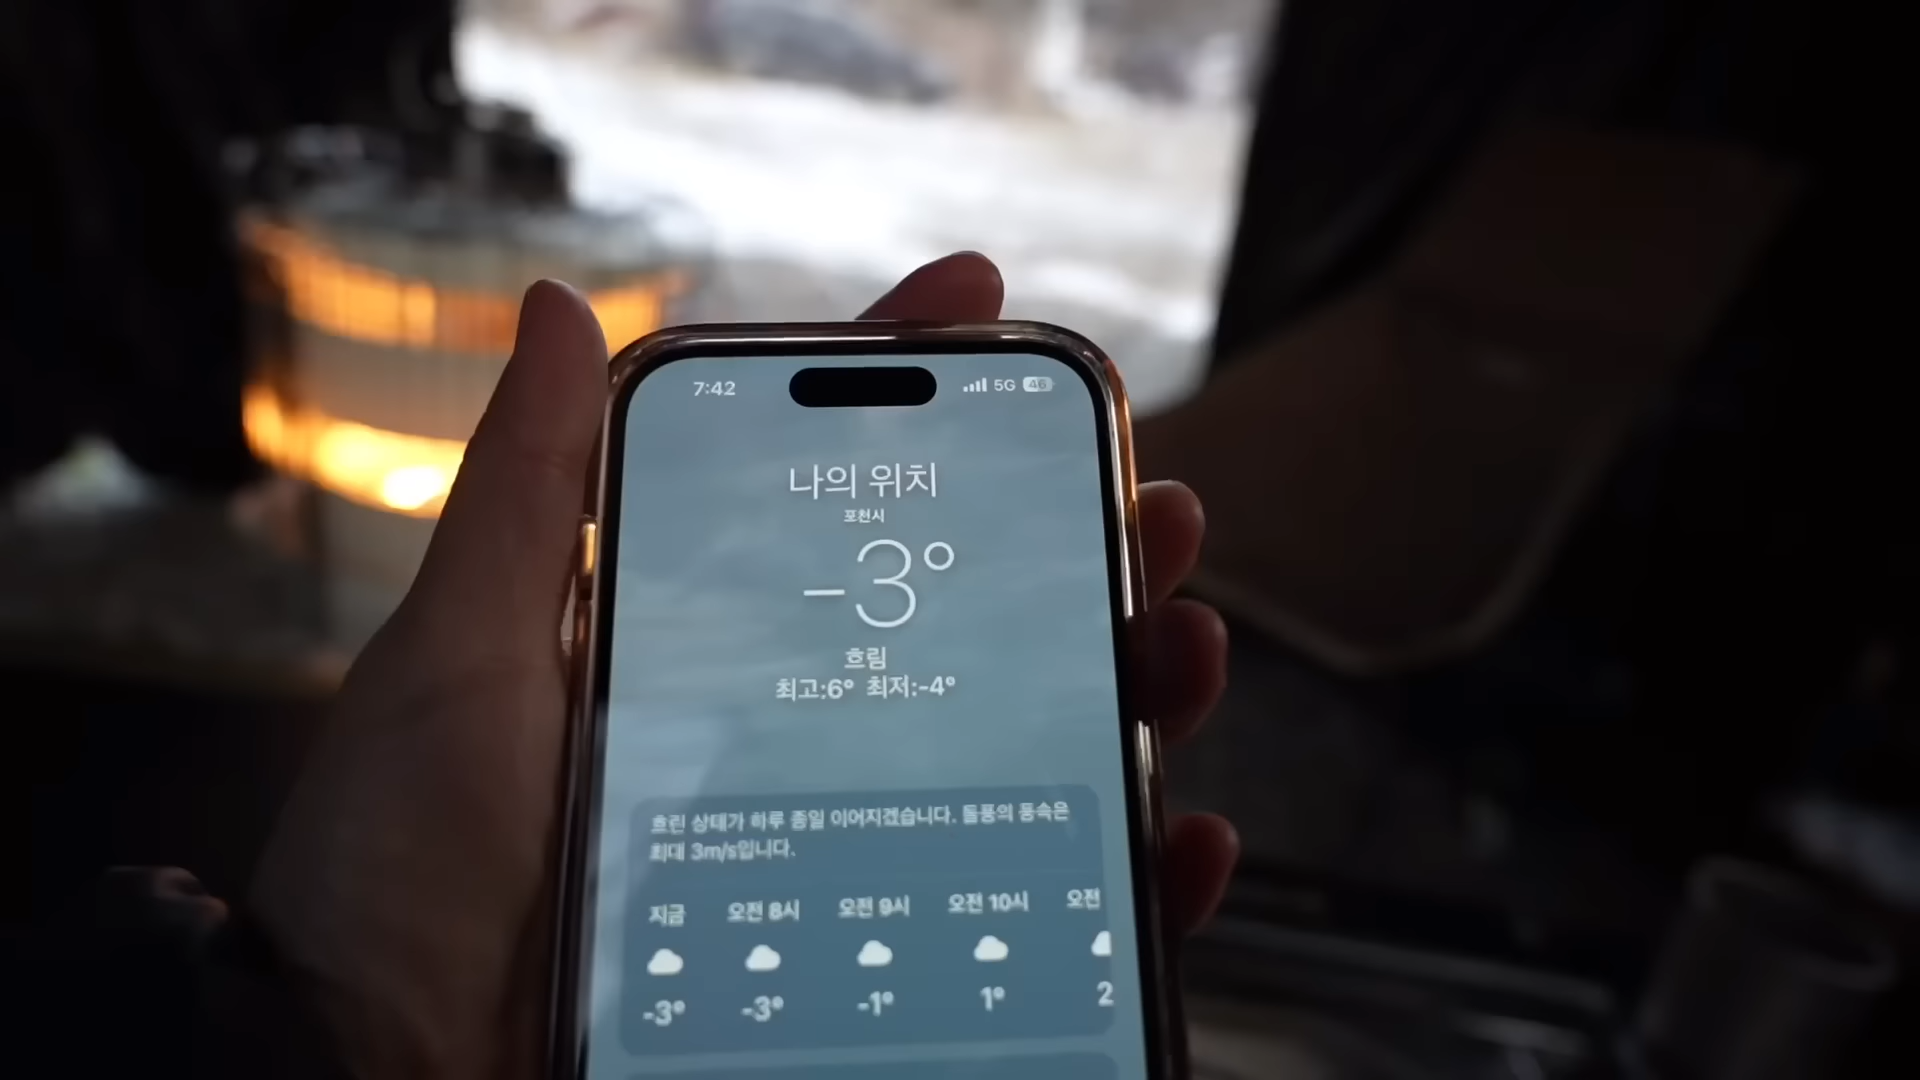 7:42 5G 46
나의 위치
포천시
-3°
흐림
최고:6° 최저:-4°
흐린 상태가 하루 종일 이어지겠습니다. 돌풍의 풍속은
최대 3m/s입니다.
지금 오전 8시 오전 9시 오전 10시 오전
-3° -3° -1° 1° 2